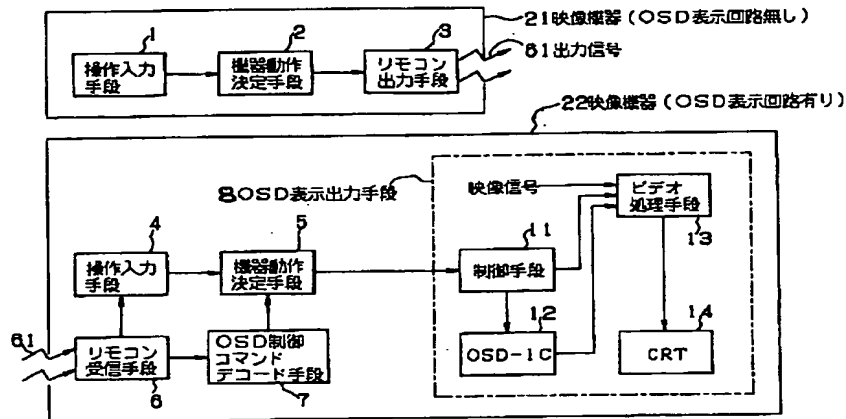 21映像機器(OSD表示回路無し)
1
2
3
61出力信号
操作入力
手段
機器動作
決定手段
リモコン
出力手段
22映像機器(OSD表示回路有り)
8OSD表示出力手段
映像信号
ビデオ
処理手段
13
4
5
11
操作入力
手段
機器動作
決定手段
制御手段
12
14
61
リモコン
受信手段
6
OSD制御
コマンド
デコード手段
7
OSD-IC
CRT